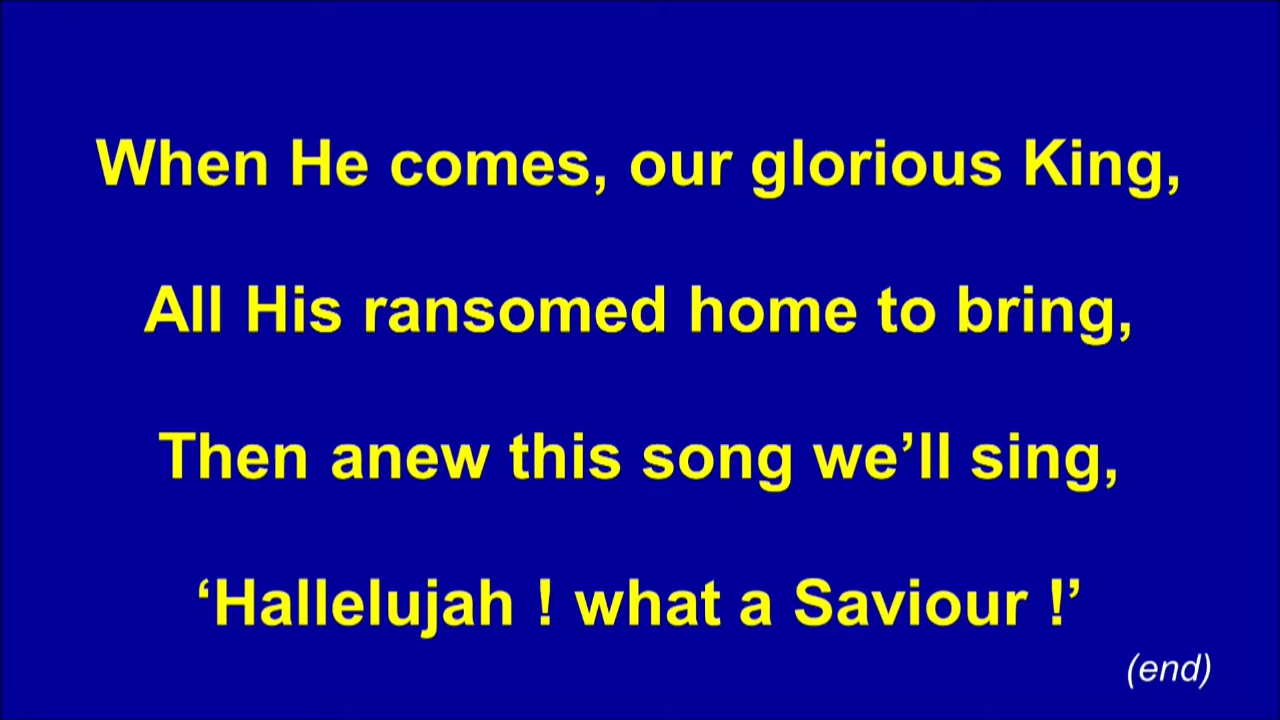 When He comes, our glorious King,
All His ransomed home to bring,
Then anew this song we’ll sing,
‘Hallelujah ! what a Saviour !’
(end)